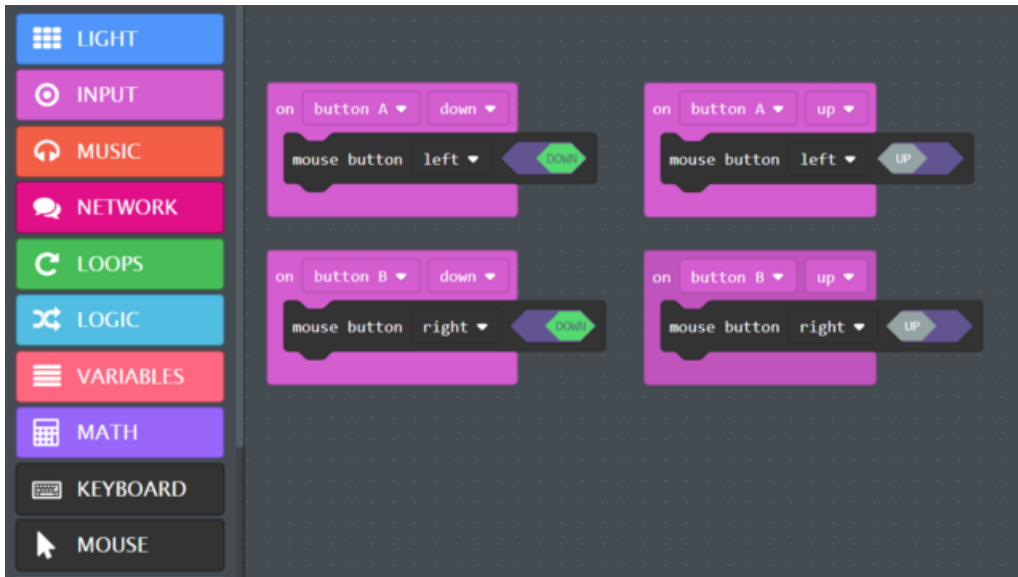 LIGHT
INPUT
MUSIC
NETWORK
LOOPS
LOGIC
VARIABLES
MATH
KEYBOARD
MOUSE
on button A down
mouse button left DOWN
on button A up
mouse button left UP
on button B down
mouse button right DOWN
on button B up
mouse button right UP